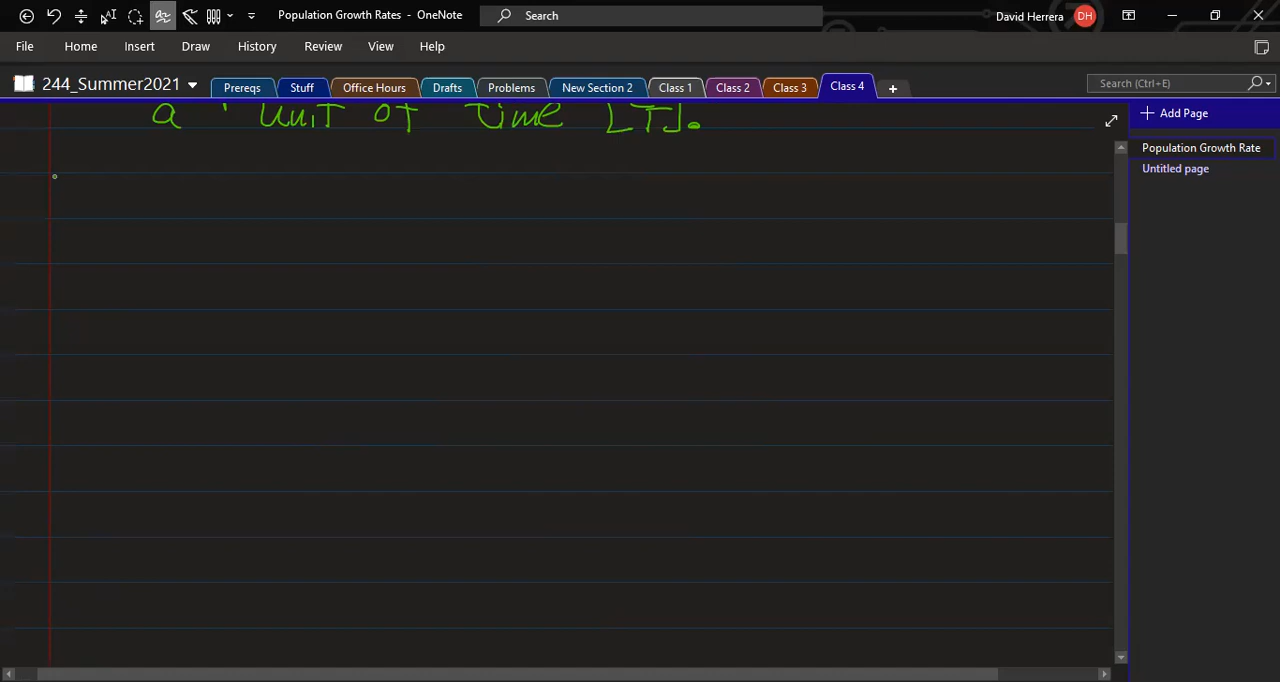 Population Growth Rates - OneNote
Search
David Herrera
DH
File Home Insert Draw History Review View Help
244_Summer2021
Prereqs Stuff Office Hours Drafts Problems New Section 2 Class 1 Class 2 Class 3 Class 4
Search (Ctrl+E)
Add Page
Population Growth Rate
Untitled page
a ' unit of time [T].